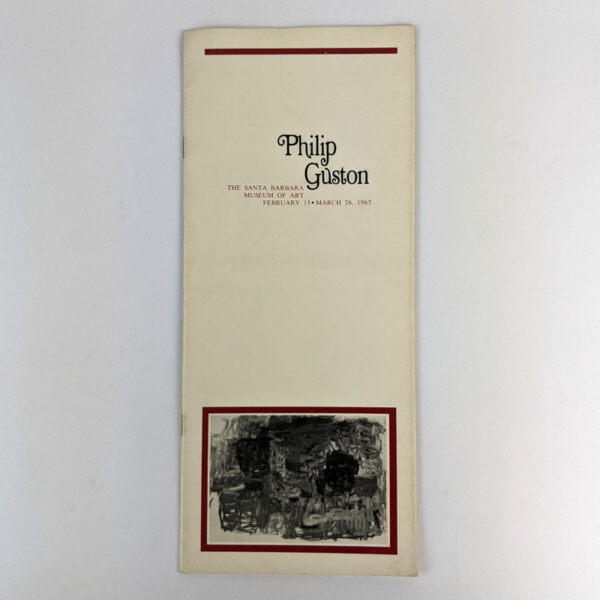 Philip
Guston
THE SANTA BARBARA
MUSEUM OF ART
FEBRUARY 15 • MARCH 26, 1967